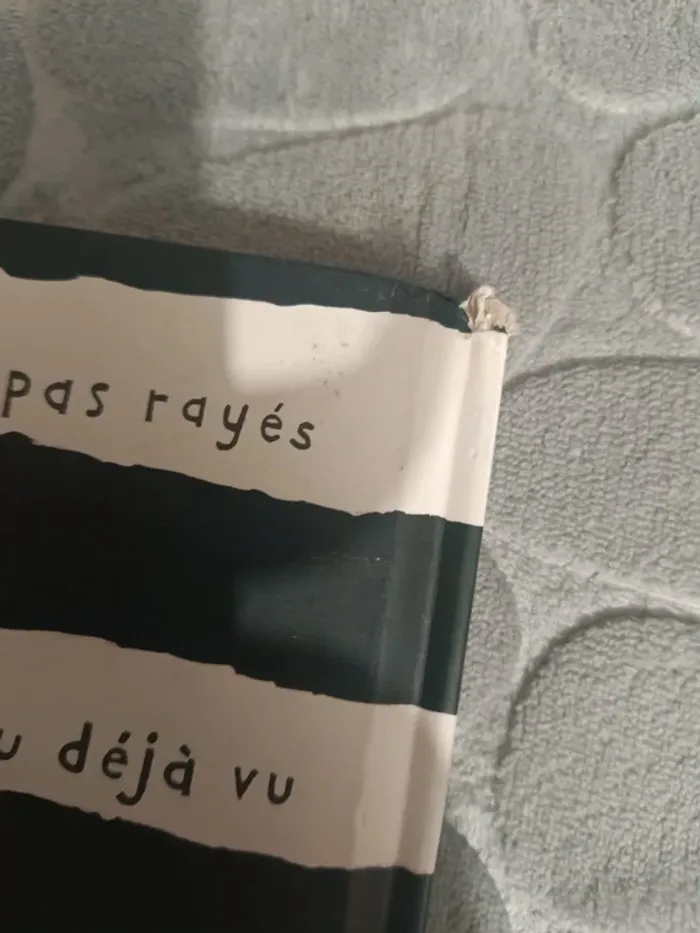 pas rayés
déjà vu